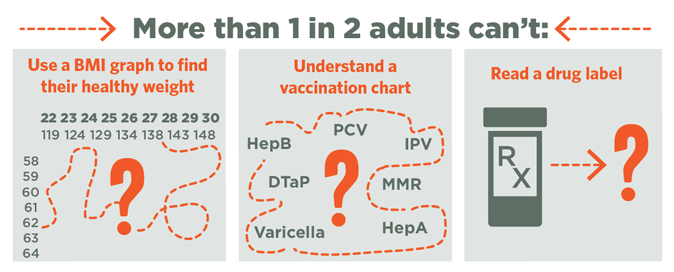 More than 1 in 2 adults can't:
Use a BMI graph to find
their healthy weight
22 23 24 25 26 27 28 29 30
119 124 129 134 138 143 148
58
59
60
61
62
63
64
?
Understand a
vaccination chart
HepB
PCV
IPV
DTaP
?
MMR
Varicella
HepA
Read a drug label
RX
?